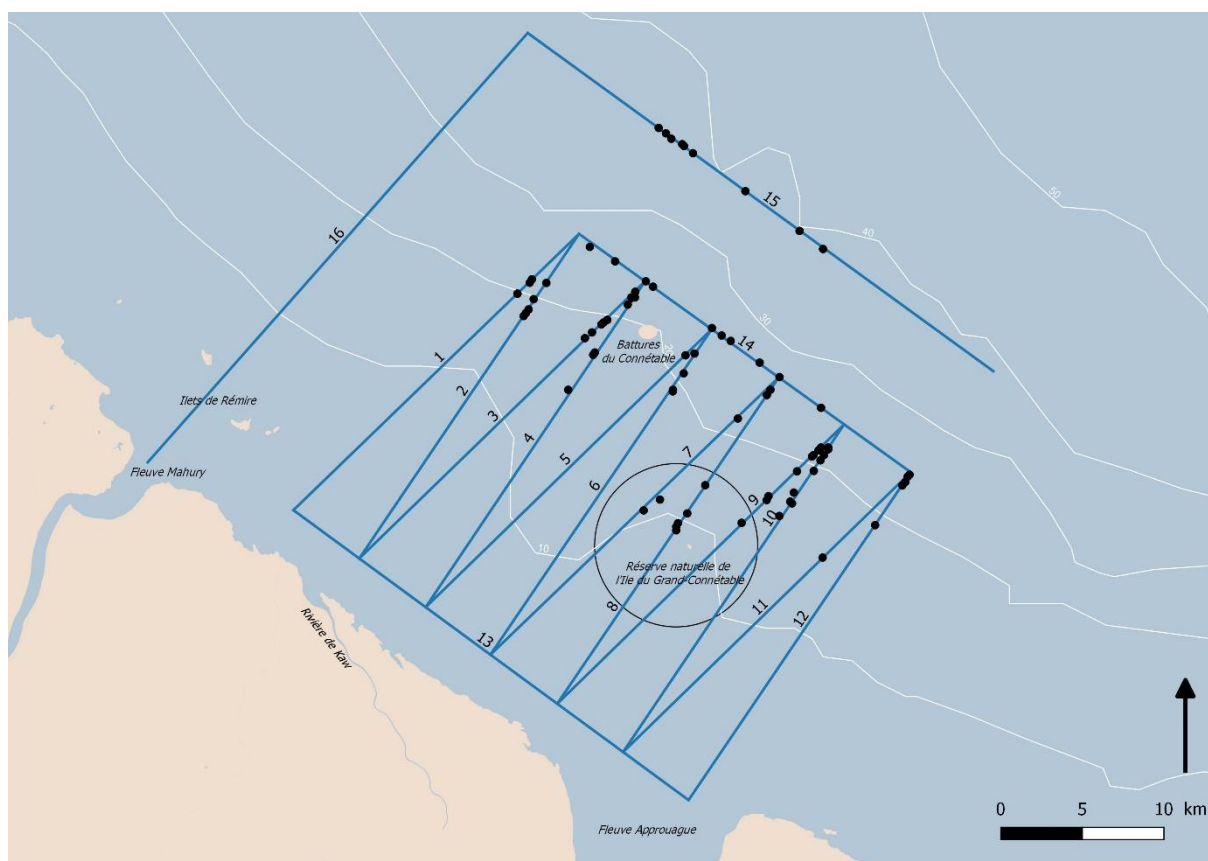 50
15
40
16
30
14
Battures
du Connétable
20
1
2
3
4
5
6
7
Ilets de Rémire
Fleuve Mahury
9
10
10
Réserve naturelle de
l'Ile du Grand-Connétable
8
11
12
13
Rivière de Kaw
Fleuve Approuague
0 5 10 km